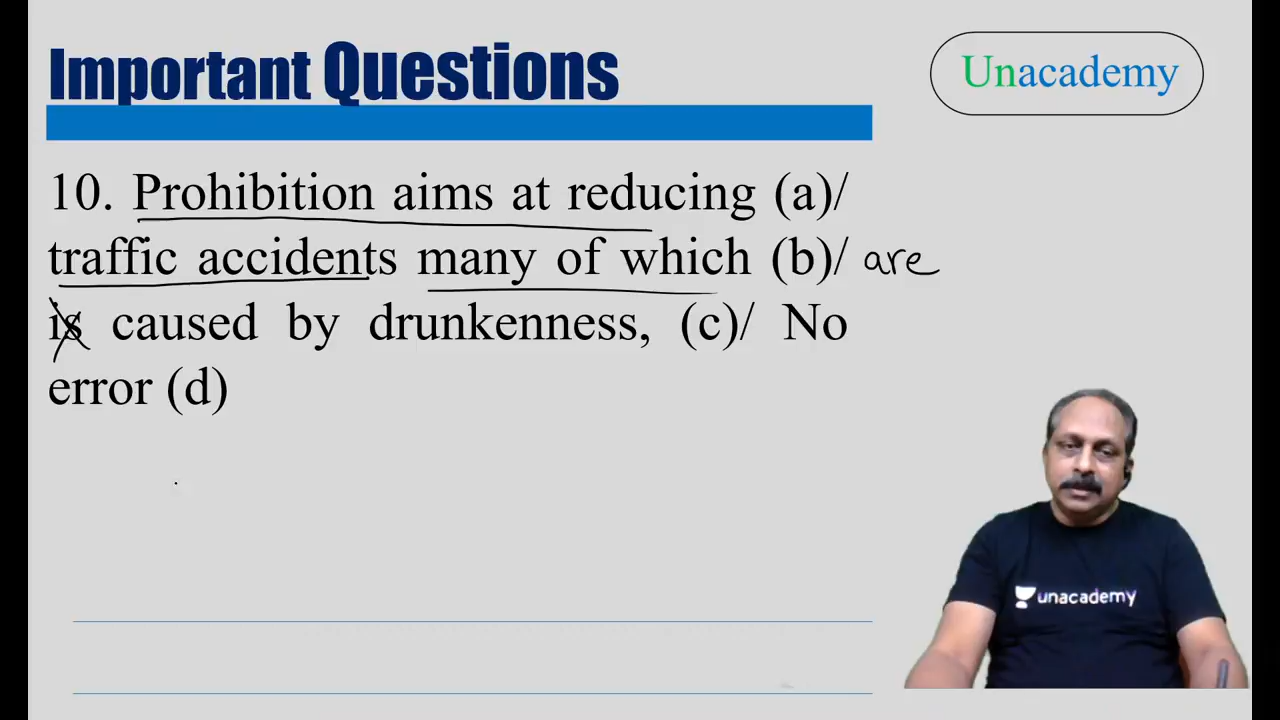 Important Questions
Unacademy
10. Prohibition aims at reducing (a)/
traffic accidents many of which (b)/ are
is caused by drunkenness, (c)/ No
error (d)
unacademy